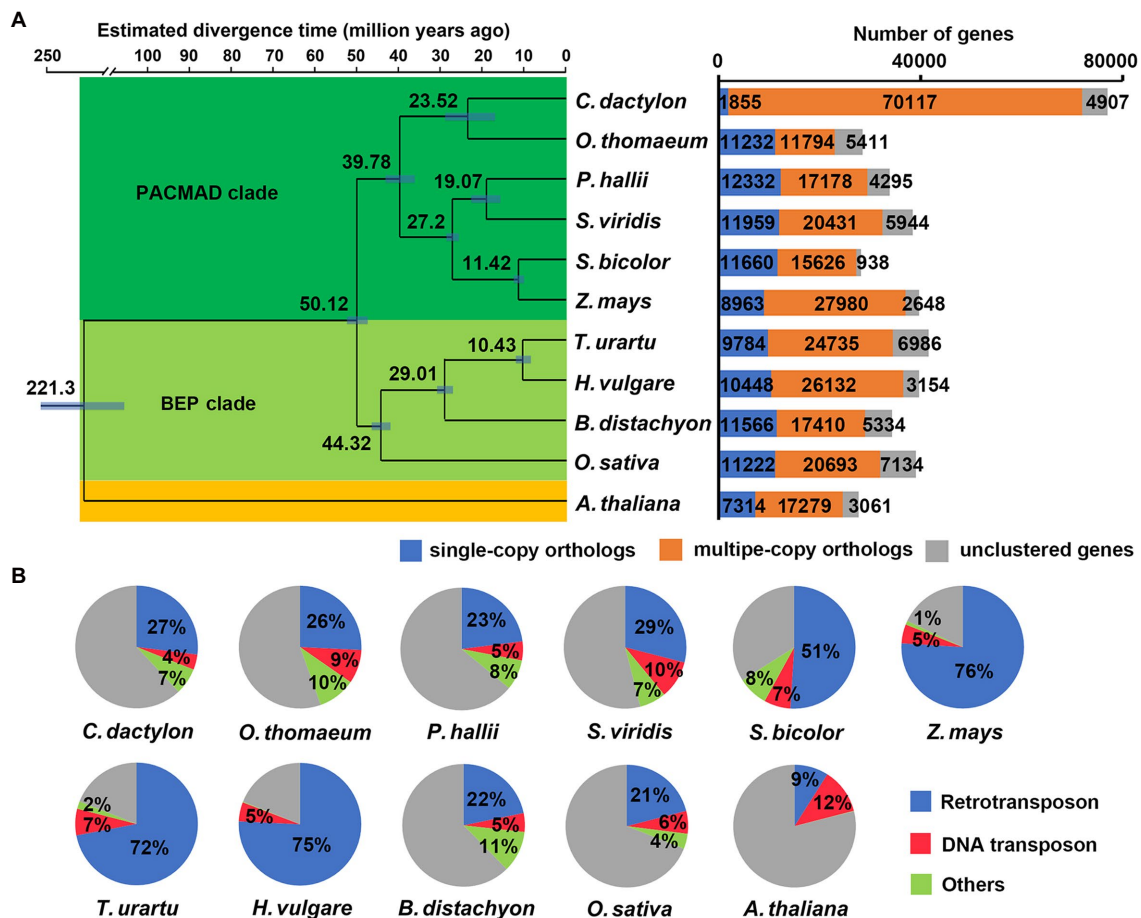 A
Estimated divergence time (million years ago)
250 100 90 80 70 60 50 40 30 20 10 0
Number of genes
0 40000 80000
PACMAD clade
BEP clade
221.3
50.12
39.78
23.52
27.2
19.07
11.42
44.32
29.01
10.43
C. dactylon 1855 70117 4907
O. thomaeum 11232 11794 5411
P. hallii 12332 17178 4295
S. viridis 11959 20431 5944
S. bicolor 11660 15626 938
Z. mays 8963 27980 2648
T. urartu 9784 24735 6986
H. vulgare 10448 26132 3154
B. distachyon 11566 17410 5334
O. sativa 11222 20693 7134
A. thaliana 7314 17279 3061
single-copy orthologs multipe-copy orthologs unclustered genes
B
27% 4% 7%
C. dactylon
26% 9% 10%
O. thomaeum
23% 5% 8%
P. hallii
29% 10% 7%
S. viridis
51% 7% 8%
S. bicolor
1% 5% 76%
Z. mays
2% 7% 72%
T. urartu
5% 75%
H. vulgare
22% 5% 11%
B. distachyon
21% 6% 4%
O. sativa
9% 12%
A. thaliana
Retrotransposon
DNA transposon
Others